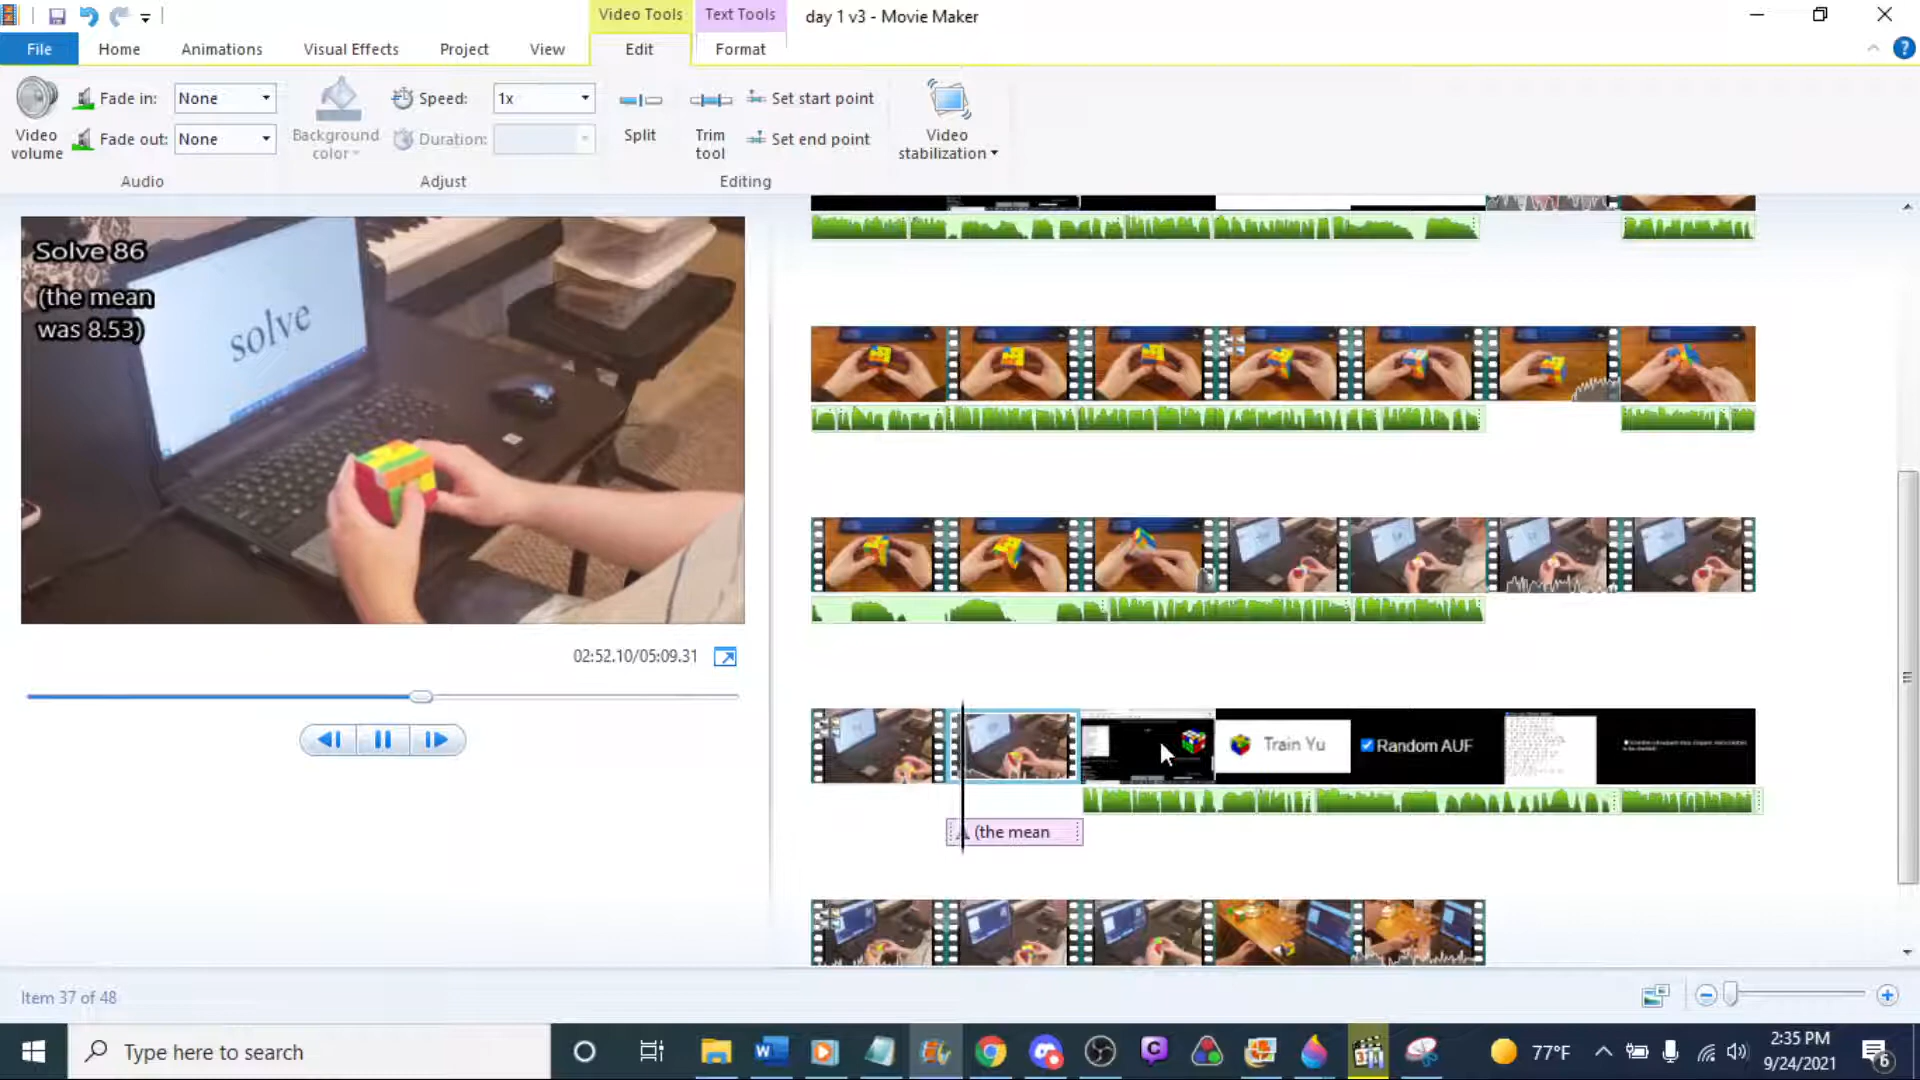 Video Tools
Text Tools
day 1 v3 - Movie Maker
File
Home
Animations
Visual Effects
Project
View
Edit
Format
Video volume
Fade in:
None
Fade out:
None
Audio
Background color
Speed:
1x
Duration:
Adjust
Split
Trim tool
Set start point
Set end point
Editing
Video stabilization
Solve 86
(the mean
was 8.53)
solve
02:52.10/05:09.31
Train Yu
Random AUF
(the mean
Item 37 of 48
Type here to search
77°F
2:35 PM
9/24/2021
6